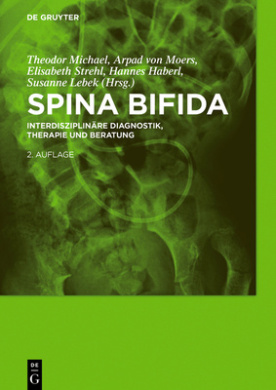 DE GRUYTER
Theodor Michael, Arpad von Moers,
Elisabeth Strehl, Hannes Haberl,
Susanne Lebek (Hrsg.)
SPINA BIFIDA
INTERDISZIPLINÄRE DIAGNOSTIK,
THERAPIE UND BERATUNG
2. AUFLAGE
DE
G